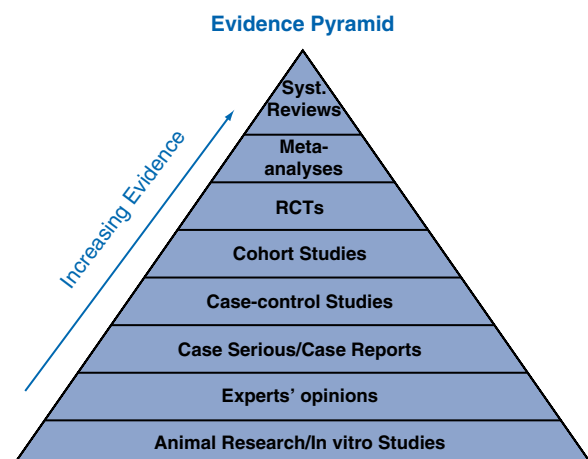 Evidence Pyramid
Syst.
Reviews
Meta-
analyses
RCTs
Cohort Studies
Case-control Studies
Case Serious/Case Reports
Experts' opinions
Animal Research/In vitro Studies
Increasing Evidence